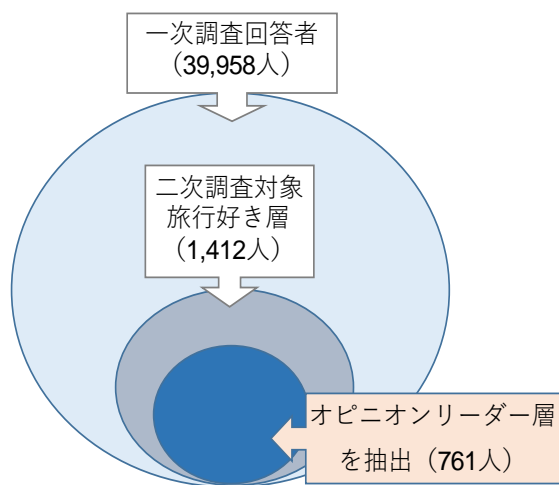 一次調査回答者
（39,958人）
二次調査対象
旅行好き層
（1,412人）
オピニオンリーダー層
を抽出（761人）